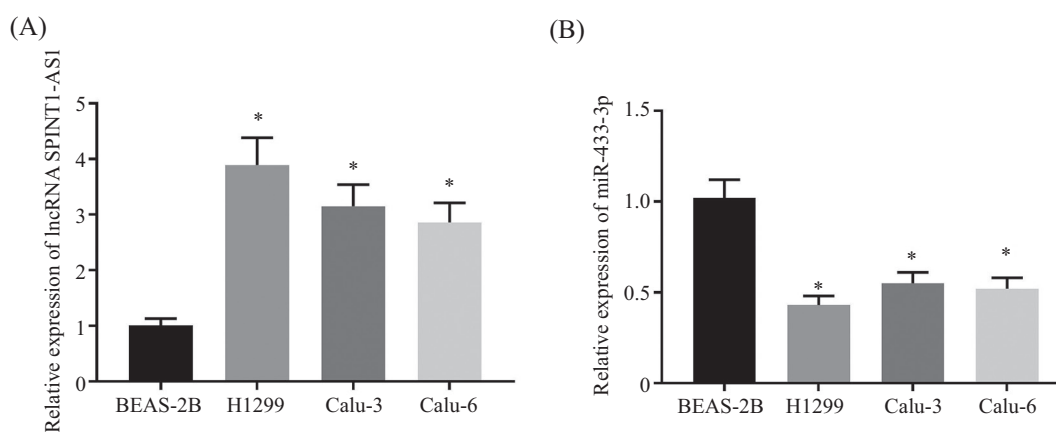 (A)
Relative expression of lncRNA SPINT1-AS1
5
4
3
2
1
0
*
*
*
BEAS-2B H1299 Calu-3 Calu-6
(B)
Relative expression of miR-433-3p
1.5
1.0
0.5
0
*
*
*
BEAS-2B H1299 Calu-3 Calu-6